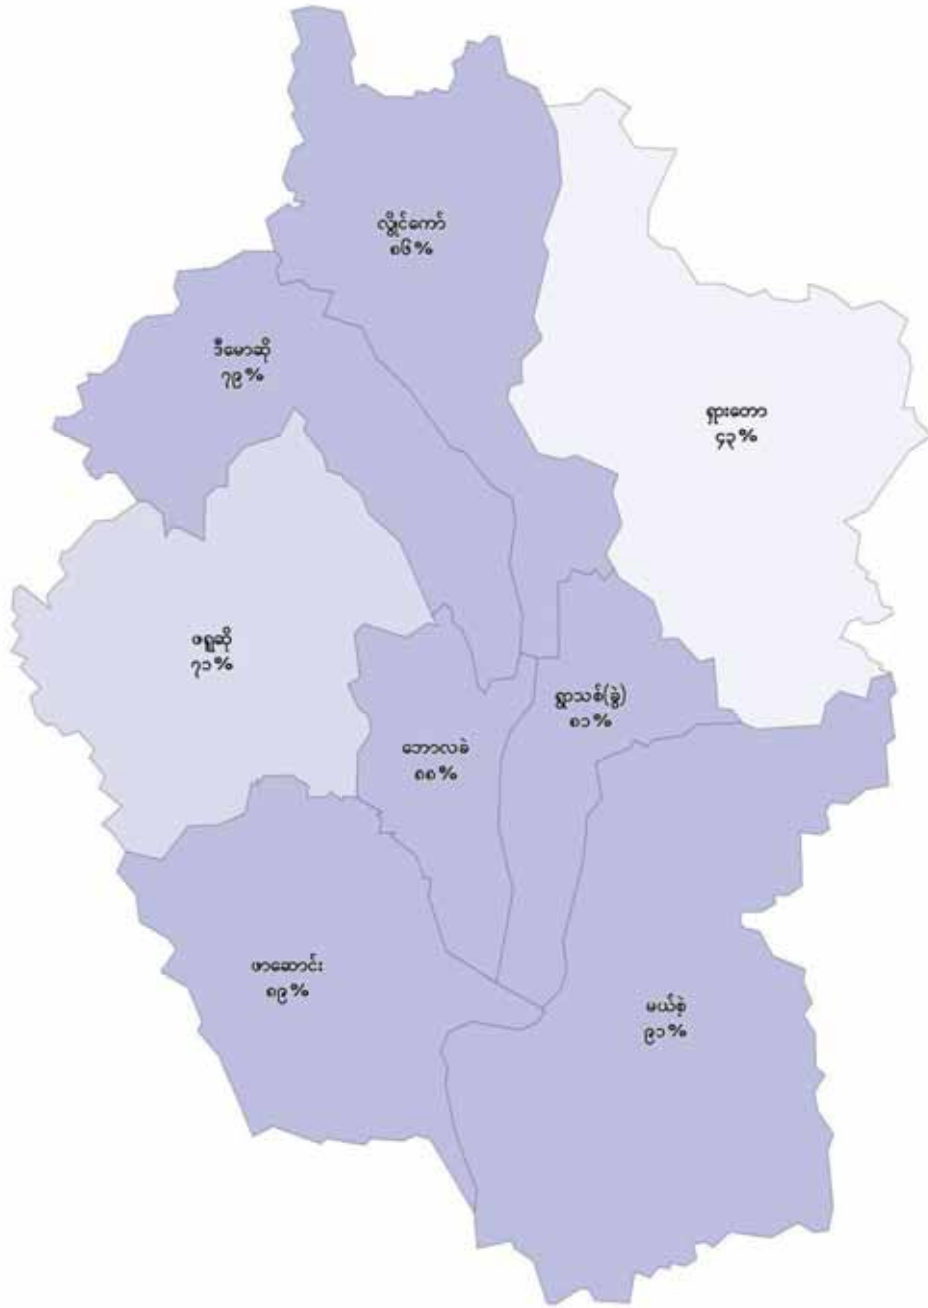 လွိုင်ကော်
၈၆%
ဒီမောဆို
၇၉%
ရှားတော
၄၃%
ဖရူဆို
၇၁%
ရွာသစ်(ခွဲ)
၈၁%
ဘောလခဲ
၈၈%
ဖာဆောင်း
၈၉%
မယ်စဲ့
၉၁%